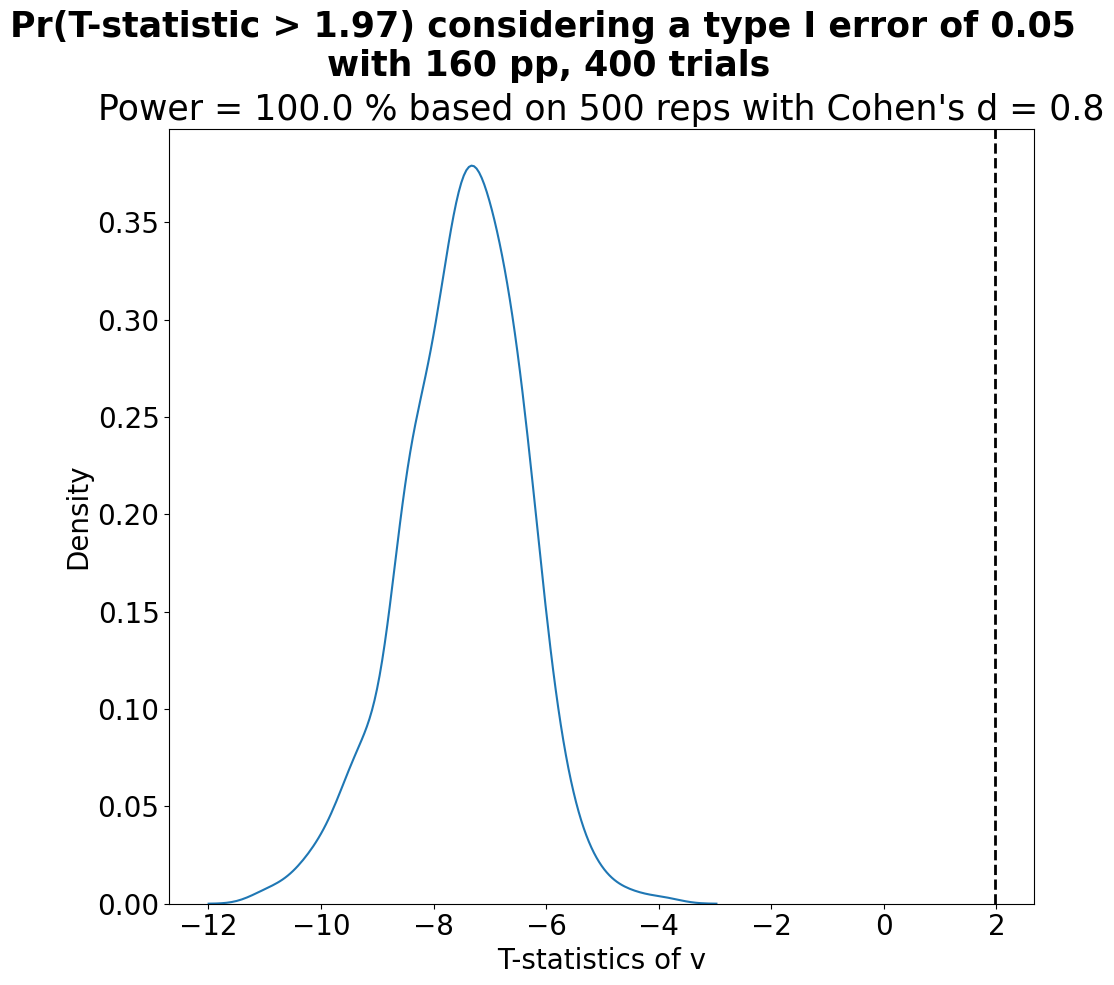 Pr(T-statistic > 1.97) considering a type I error of 0.05
with 160 pp, 400 trials
Power = 100.0 % based on 500 reps with Cohen's d = 0.8
0.35
0.30
0.25
0.20
0.15
0.10
0.05
0.00
Density
−12 −10 −8 −6 −4 −2 0 2
T-statistics of v